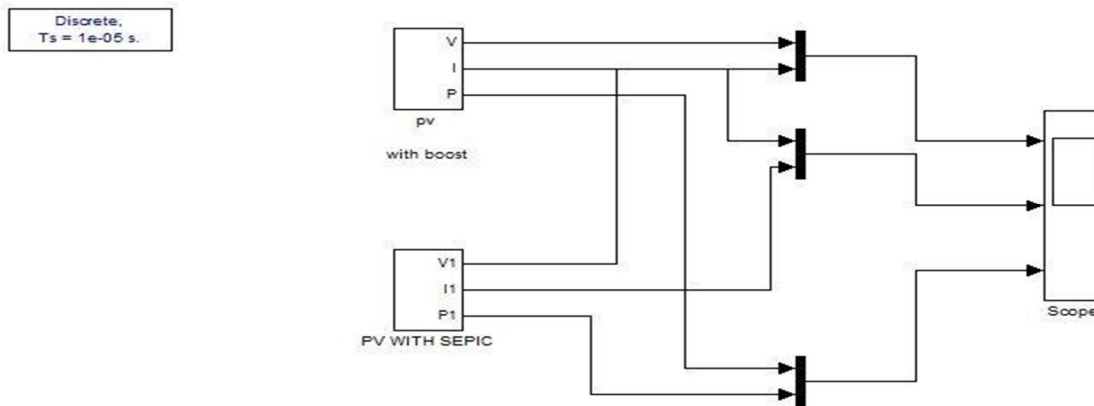 Discrete,
Ts = 1e-05 s.
V
I
P
pv
with boost
V1
I1
P1
PV WITH SEPIC
Scope